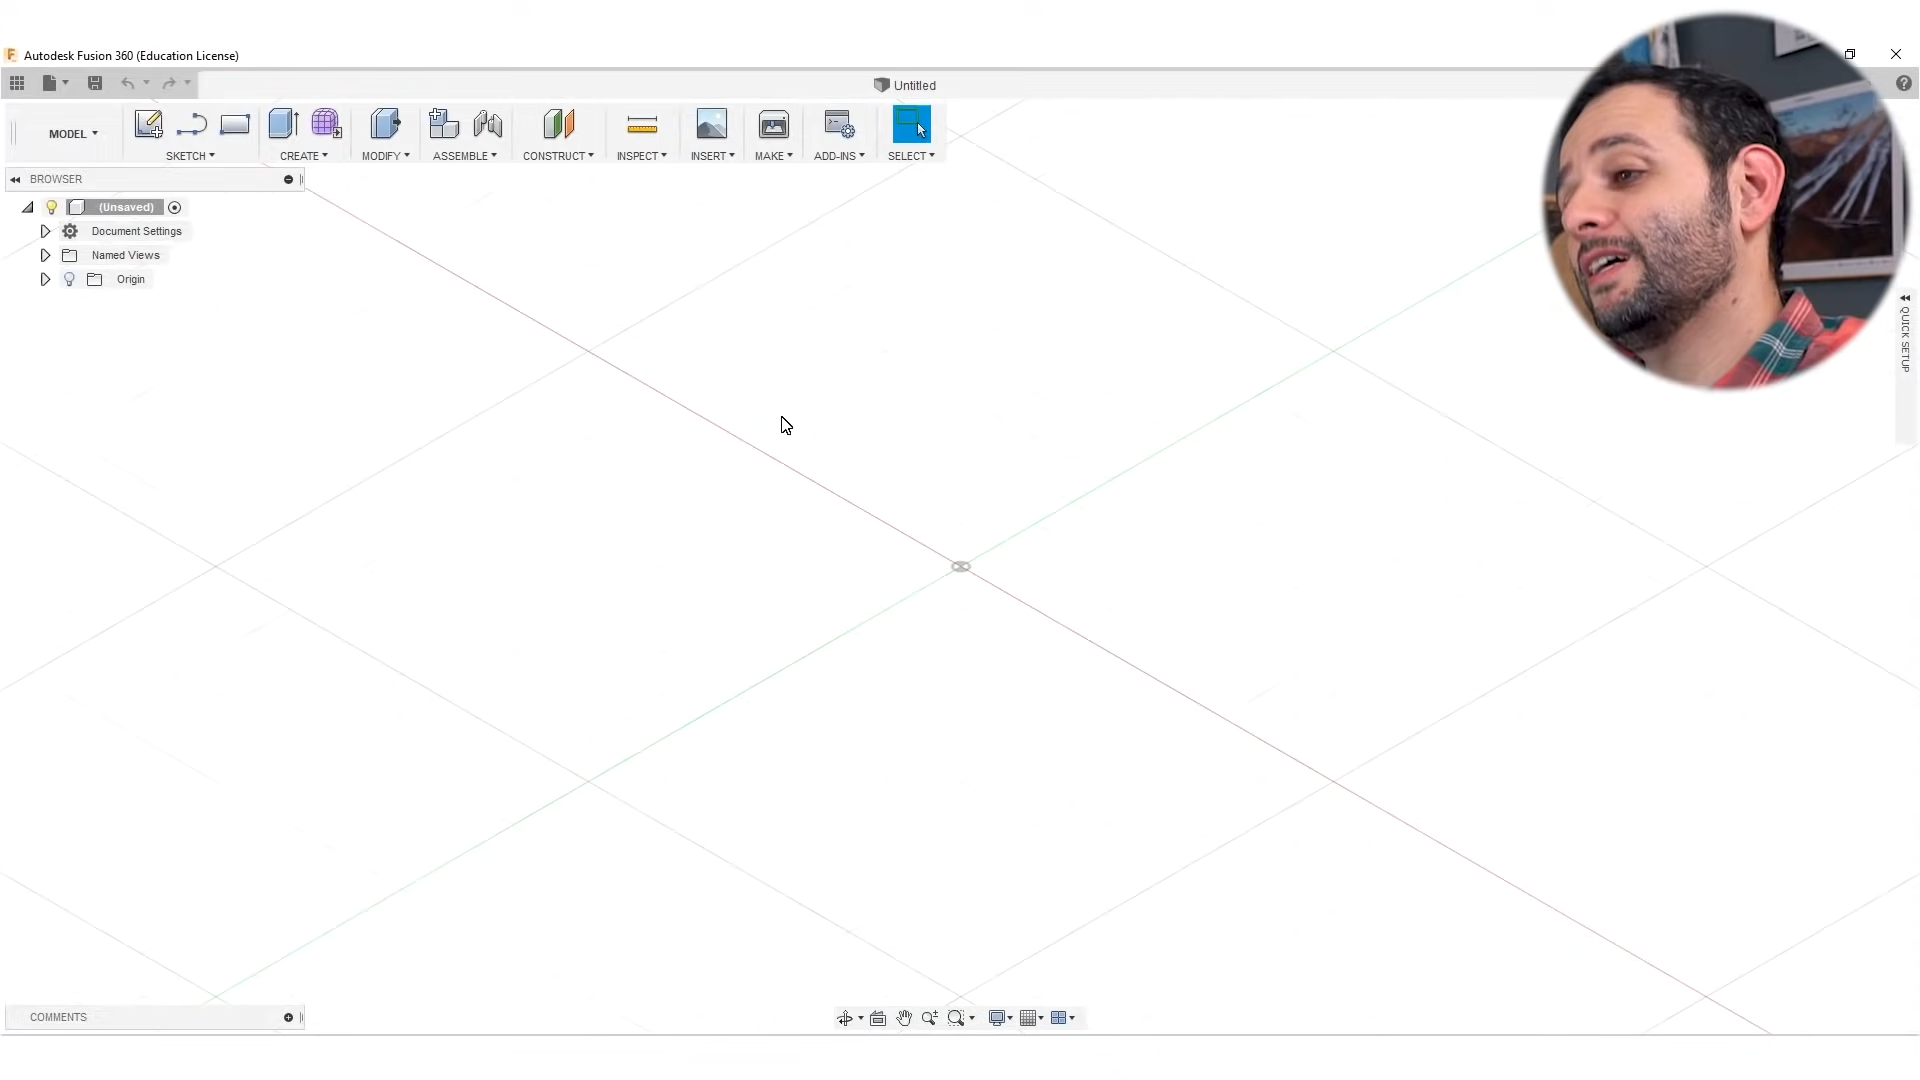 Autodesk Fusion 360 (Education License)
Untitled
MODEL
SKETCH
CREATE
MODIFY
ASSEMBLE
CONSTRUCT
INSPECT
INSERT
MAKE
ADD-INS
SELECT
BROWSER
(Unsaved)
Document Settings
Named Views
Origin
QUICK SETUP
COMMENTS